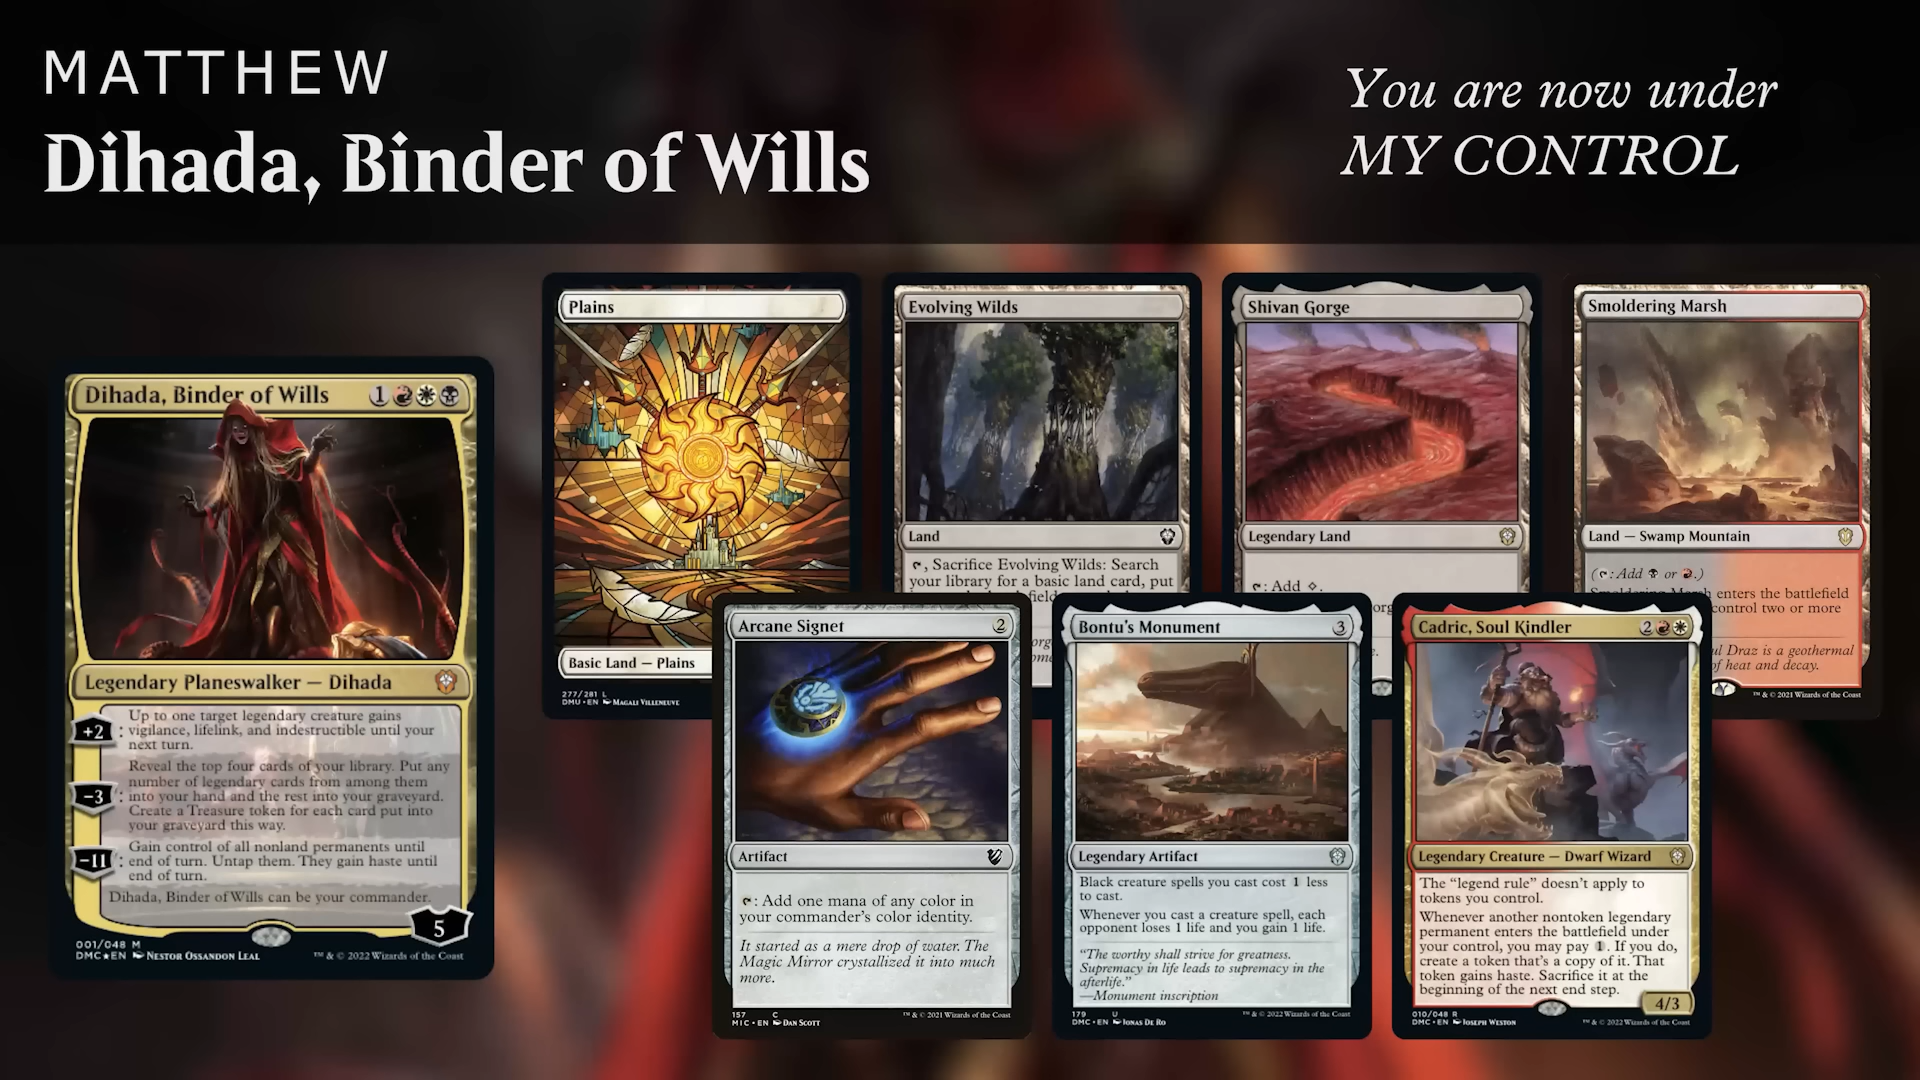 MATTHEW
Dihada, Binder of Wills
You are now under
MY CONTROL
Dihada, Binder of Wills 1
Legendary Planeswalker — Dihada
+2 : Up to one target legendary creature gains
vigilance, lifelink, and indestructible until your
next turn.
-3 : Reveal the top four cards of your library. Put any
number of legendary cards from among them
into your hand and the rest into your graveyard.
Create a Treasure token for each card put into
your graveyard this way.
-11 : Gain control of all nonland permanents until
end of turn. Untap them. They gain haste until
end of turn.
Dihada, Binder of Wills can be your commander.
5
001/048 M
DMC★EN NESTOR OSSANDON LEAL
™ & © 2022 Wizards of the Coast
Plains
Basic Land — Plains
277/281 L
DMU • EN MAGALI VILLENEUVE
Evolving Wilds
Land
, Sacrifice Evolving Wilds: Search
your library for a basic land card, put
Shivan Gorge
Legendary Land
: Add
Smoldering Marsh
Land — Swamp Mountain
( : Add or .)
Smoldering Marsh enters the battlefield
control two or more
Draz is a geothermal
of heat and decay.
™ & © 2021 Wizards of the Coast
Arcane Signet 2
Artifact
: Add one mana of any color in
your commander's color identity.
It started as a mere drop of water. The
Magic Mirror crystallized it into much
more.
157 C
MIC • EN DAN SCOTT
™ & © 2021 Wizards of the Coast
Bontu's Monument 3
Legendary Artifact
Black creature spells you cast cost 1 less
to cast.
Whenever you cast a creature spell, each
opponent loses 1 life and you gain 1 life.
"The worthy shall strive for greatness.
Supremacy in life leads to supremacy in the
afterlife."
—Monument inscription
179 U
DMC • EN JONAS DE RO
™ & © 2022 Wizards of the Coast
Cadric, Soul Kindler 2
Legendary Creature — Dwarf Wizard
The "legend rule" doesn't apply to
tokens you control.
Whenever another nontoken legendary
permanent enters the battlefield under
your control, you may pay 1. If you do,
create a token that's a copy of it. That
token gains haste. Sacrifice it at the
beginning of the next end step.
4/3
010/048 R
DMC • EN JOSEPH WESTON
™ & © 2022 Wizards of the Coast